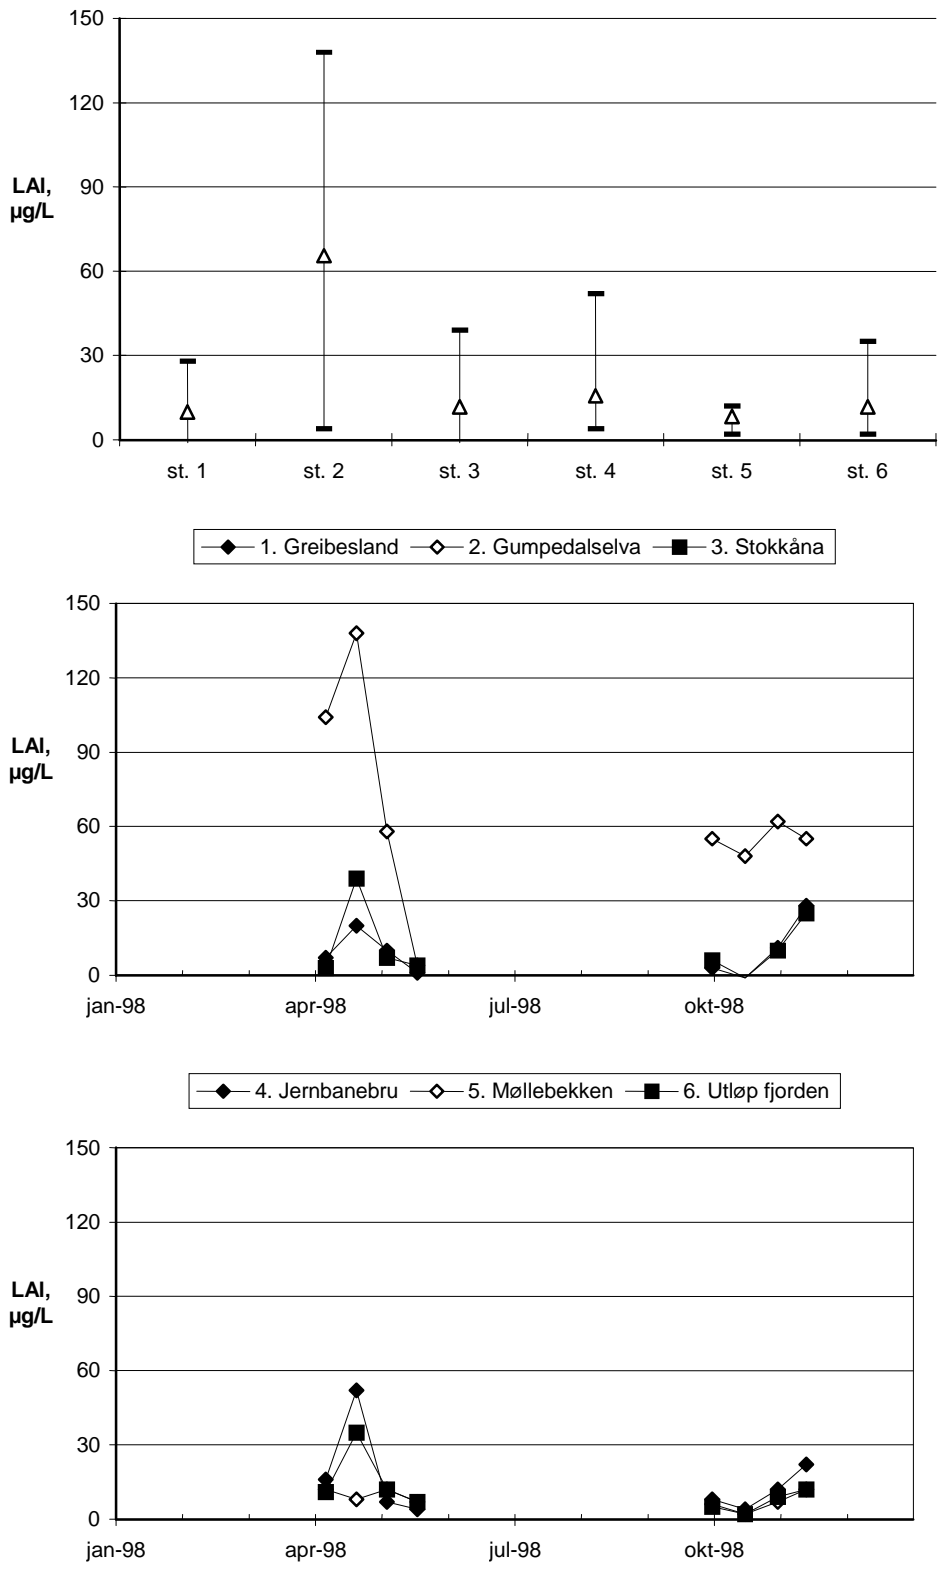 150
120
90
LAl,
µg/L
60
30
0
st. 1 st. 2 st. 3 st. 4 st. 5 st. 6
1. Greibesland 2. Gumpedalselva 3. Stokkåna
150
120
90
LAl,
µg/L
60
30
0
jan-98 apr-98 jul-98 okt-98
4. Jernbanebru 5. Møllebekken 6. Utløp fjorden
150
120
90
LAl,
µg/L
60
30
0
jan-98 apr-98 jul-98 okt-98